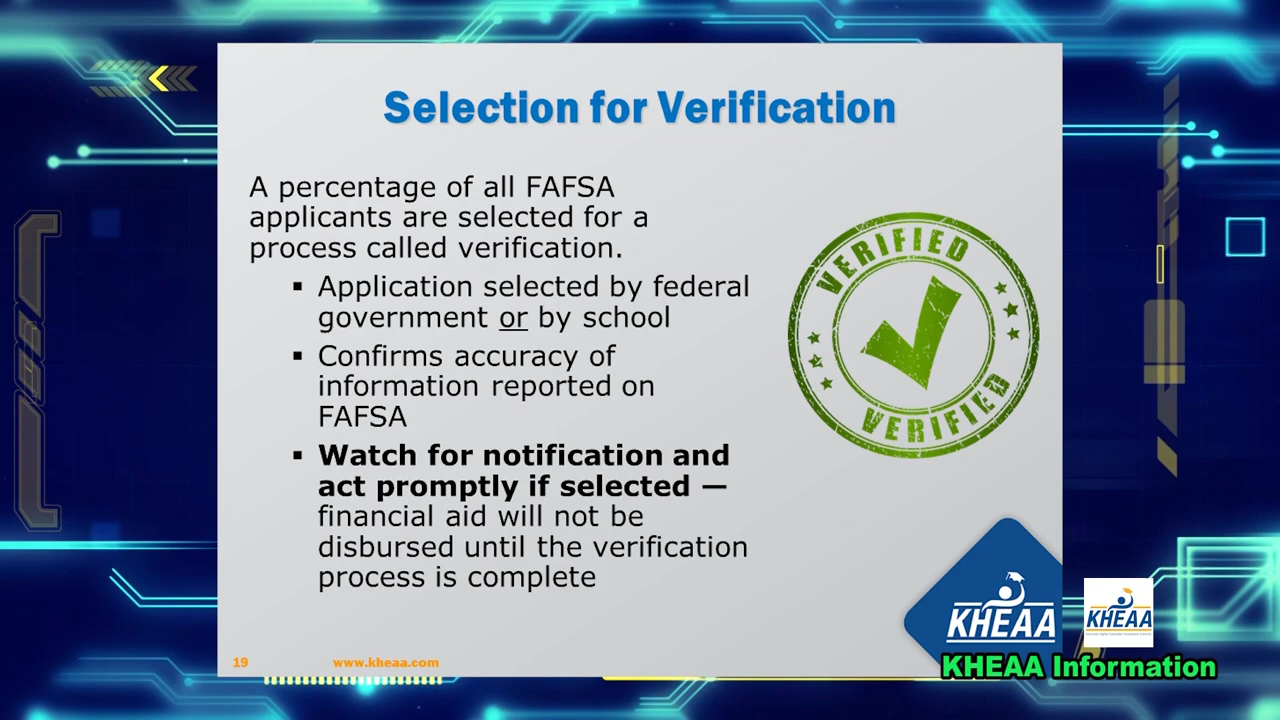 Selection for Verification
A percentage of all FAFSA
applicants are selected for a
process called verification.
▪ Application selected by federal
government or by school
▪ Confirms accuracy of
information reported on
FAFSA
▪ Watch for notification and
act promptly if selected —
financial aid will not be
disbursed until the verification
process is complete
VERIFIED
VERIFIED
KHEAA
KHEAA
19
www.kheaa.com
KHEAA Information